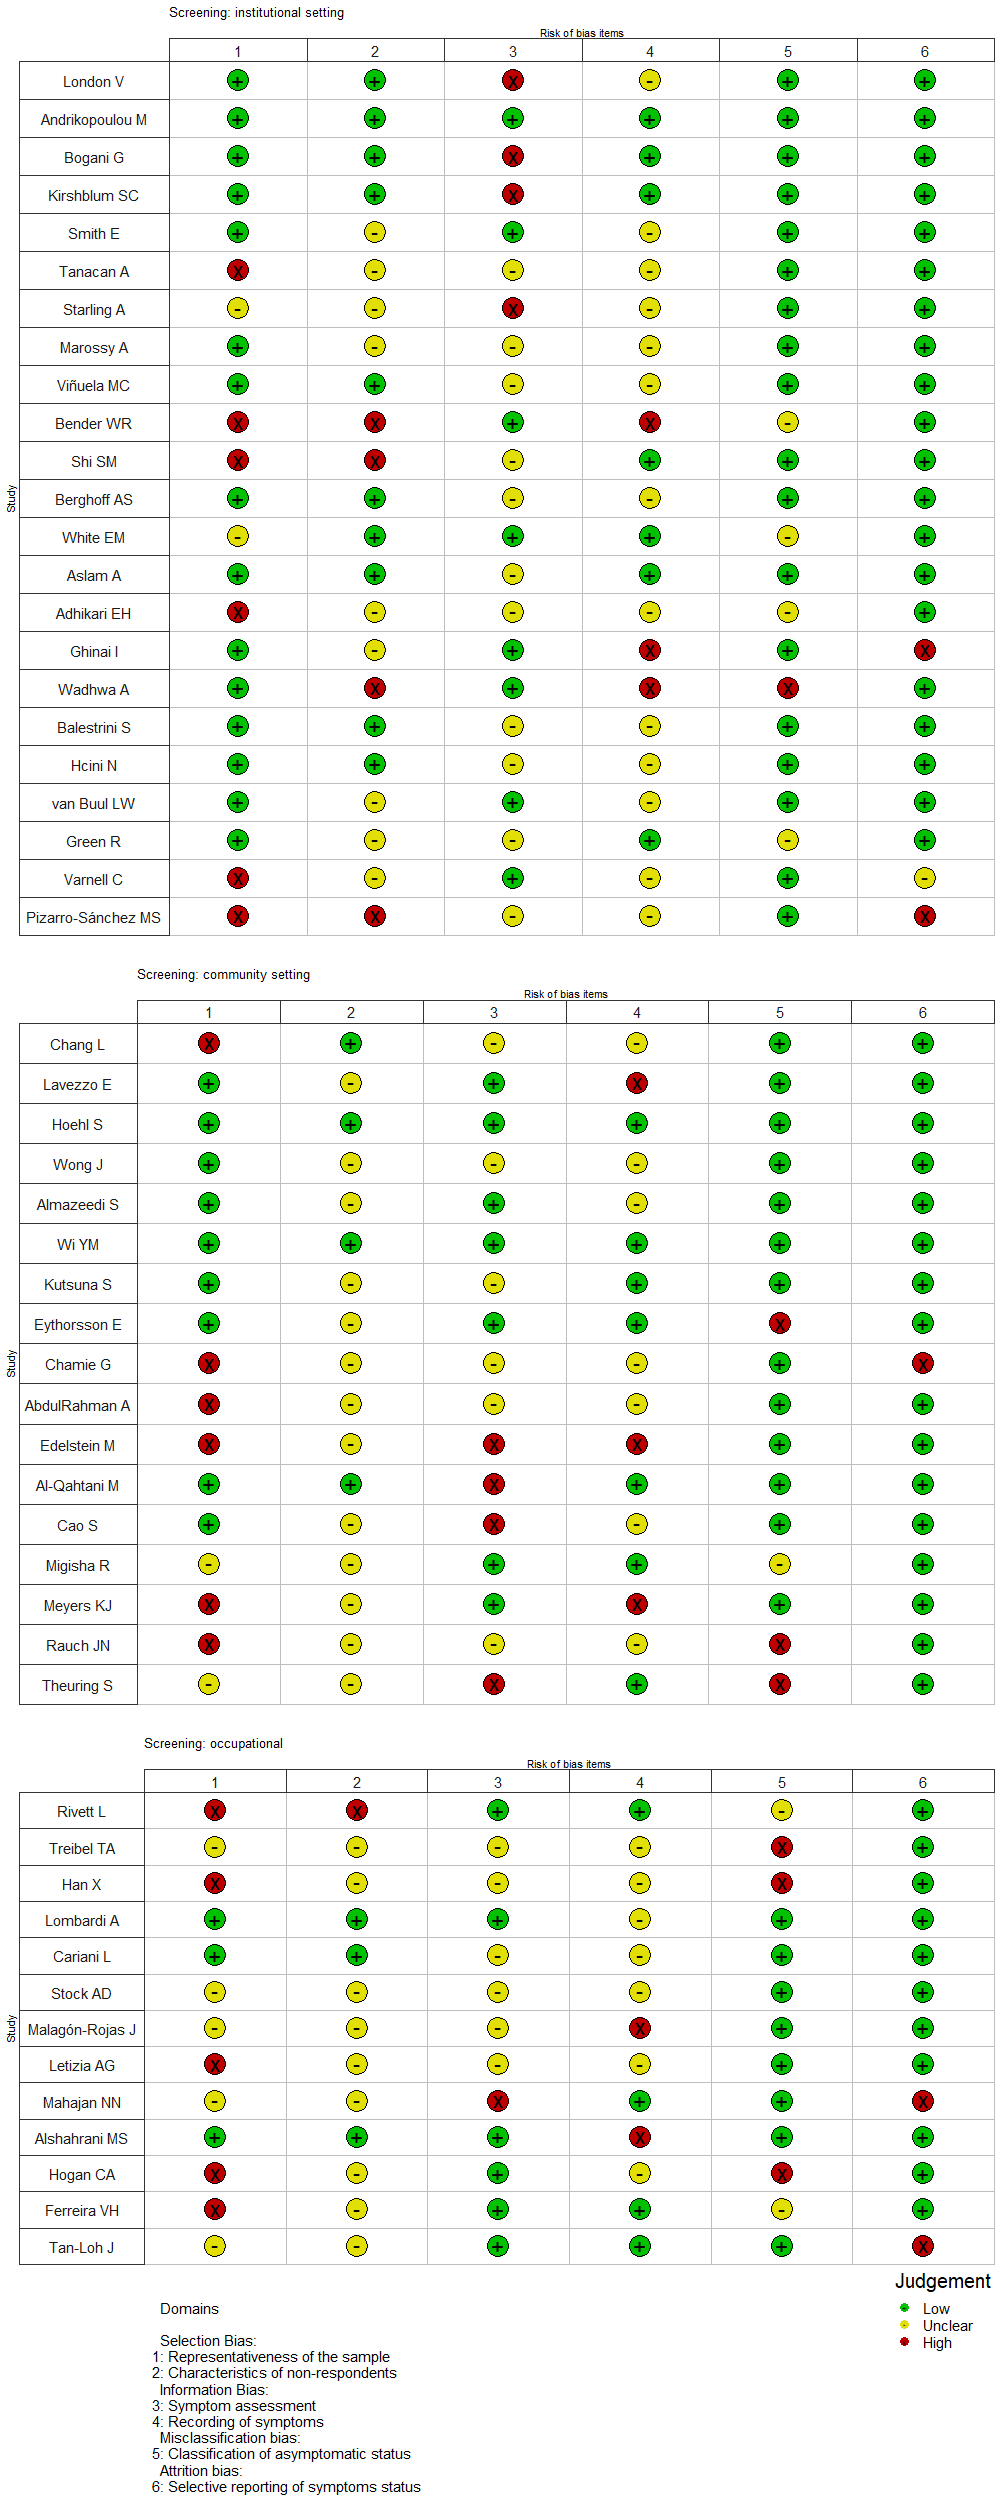 Screening: institutional setting
Risk of bias items
1 2 3 4 5 6
London V + + X - + +
Andrikopoulou M + + + + + +
Bogani G + + X + + +
Kirshblum SC + + X + + +
Smith E + - + - + +
Tanacan A X - - - + +
Starling A - - X - + +
Marossy A + - - - + +
Viñuela MC + + - - + +
Bender WR X X + X - +
Shi SM X X - + + +
Berghoff AS + + - - + +
White EM - + + + - +
Aslam A + + - + + +
Adhikari EH X - - - - +
Ghinai I + - + X + X
Wadhwa A + X + X X +
Balestrini S + + - - + +
Hcini N + + - - + +
van Buul LW + - + - + +
Green R + - - + - +
Varnell C X - + - + -
Pizarro-Sánchez MS X X - - + X
Study
Screening: community setting
Risk of bias items
1 2 3 4 5 6
Chang L X + - - + +
Lavezzo E + - + X + +
Hoehl S + + + + + +
Wong J + - - - + +
Almazeedi S + - + - + +
Wi YM + + + + + +
Kutsuna S + - - + + +
Eythorsson E + - + + X +
Chamie G X - - - + X
AbdulRahman A X - - - + +
Edelstein M X - X X + +
Al-Qahtani M + + X + + +
Cao S + - X - + +
Migisha R - - + + - +
Meyers KJ X - + X + +
Rauch JN X - - - X +
Theuring S - - X + X +
Study
Screening: occupational
Risk of bias items
1 2 3 4 5 6
Rivett L X X + + - +
Treibel TA - - - - X +
Han X X - - - X +
Lombardi A + + + - + +
Cariani L + + - - + +
Stock AD - - - - + +
Malagón-Rojas J - - - X + +
Letizia AG X - - - + +
Mahajan NN - - X + + X
Alshahrani MS + + + X + +
Hogan CA X - + - X +
Ferreira VH X - + + - +
Tan-Loh J - - + + + X
Study
Judgement
Low
Unclear
High
Domains
Selection Bias:
1: Representativeness of the sample
2: Characteristics of non-respondents
Information Bias:
3: Symptom assessment
4: Recording of symptoms
Misclassification bias:
5: Classification of asymptomatic status
Attrition bias:
6: Selective reporting of symptoms status